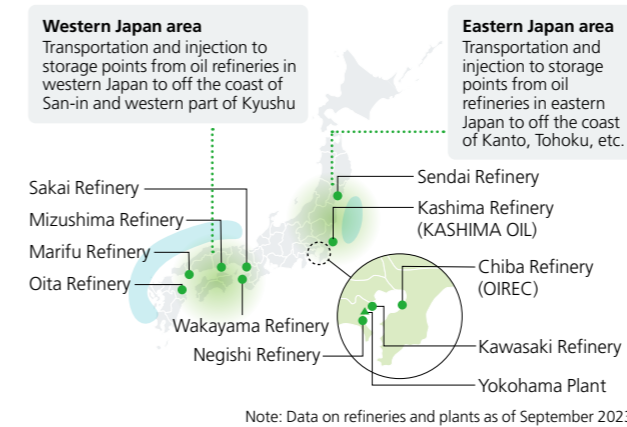 Western Japan area
Transportation and injection to
storage points from oil refineries in
western Japan to off the coast of
San-in and western part of Kyushu
Eastern Japan area
Transportation and
injection to storage
points from oil
refineries in eastern
Japan to off the coast
of Kanto, Tohoku, etc.
Sakai Refinery
Mizushima Refinery
Marifu Refinery
Oita Refinery
Wakayama Refinery
Negishi Refinery
Sendai Refinery
Kashima Refinery
(KASHIMA OIL)
Chiba Refinery
(OIREC)
Kawasaki Refinery
Yokohama Plant
Note: Data on refineries and plants as of September 2023